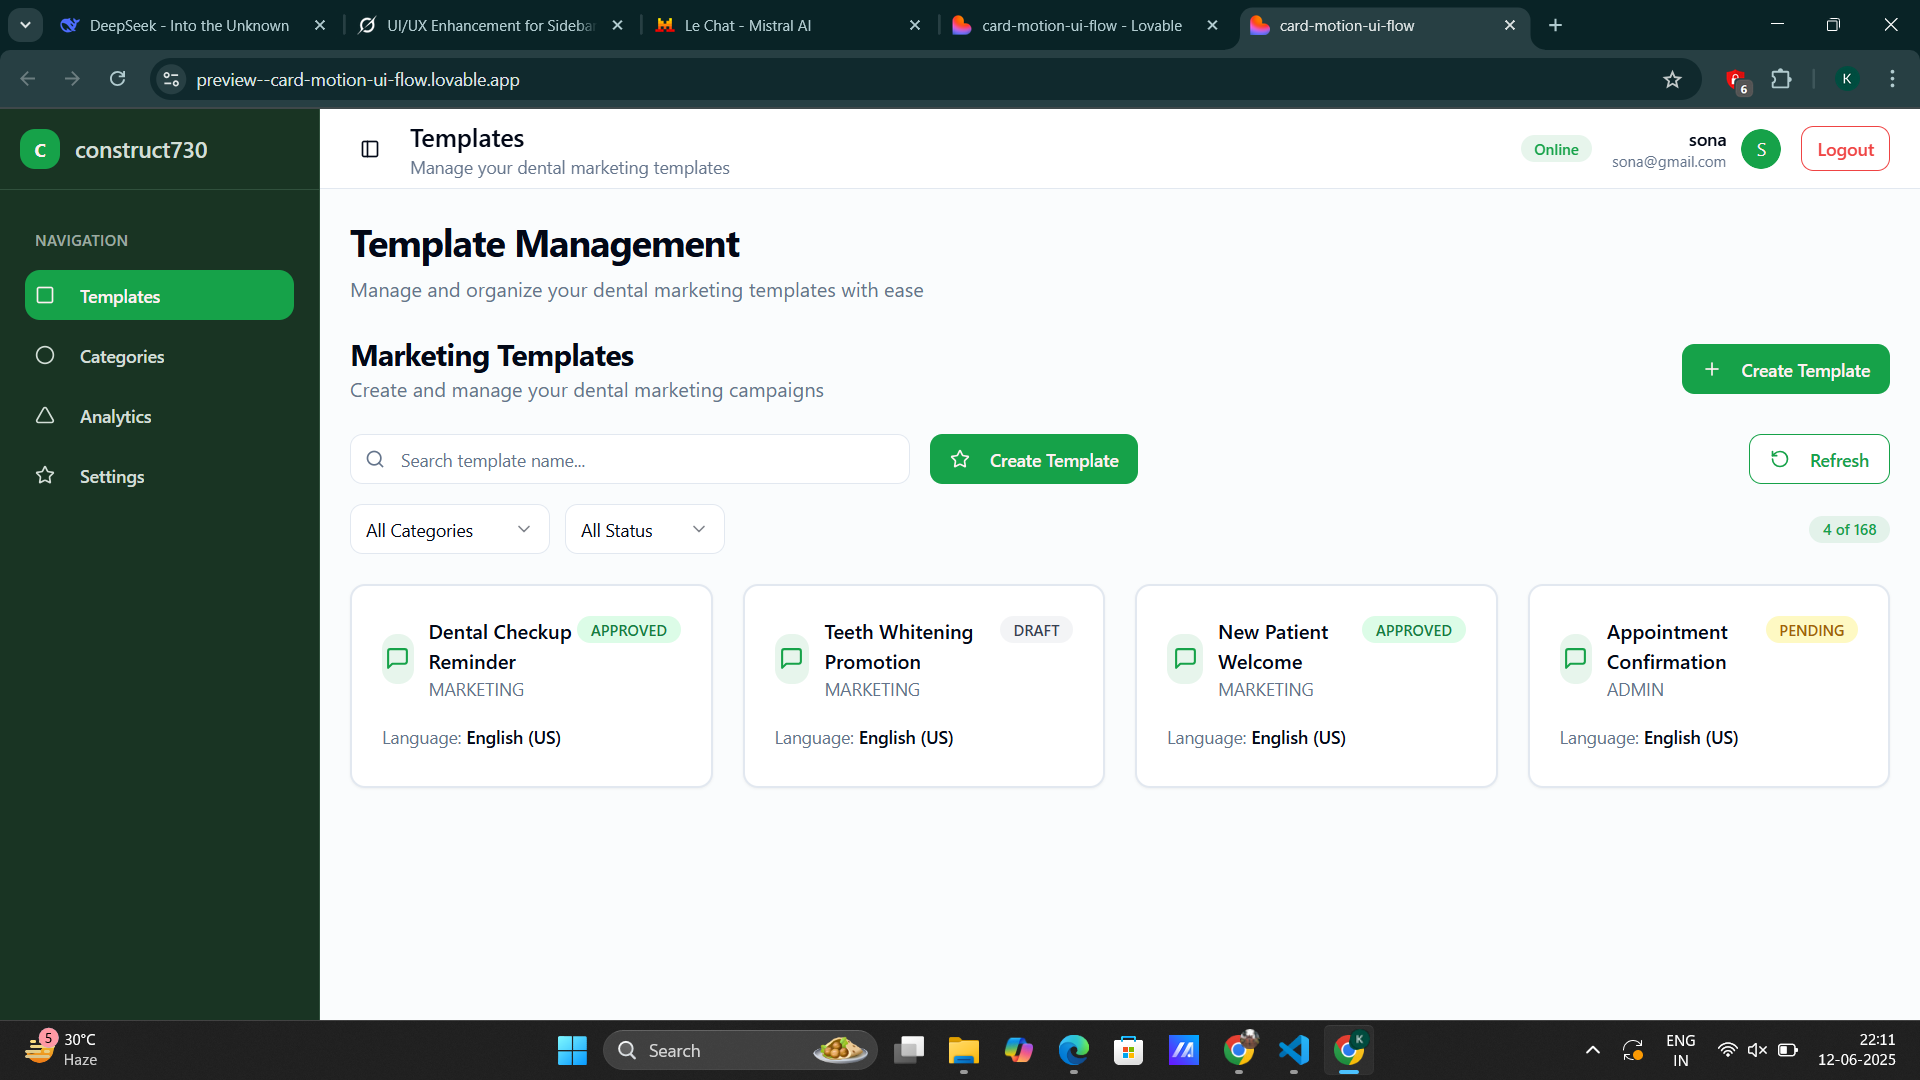 DeepSeek - Into the Unknown
UI/UX Enhancement for Sideba
Le Chat - Mistral AI
card-motion-ui-flow - Lovable
card-motion-ui-flow
preview--card-motion-ui-flow.lovable.app
6
K
C
construct730
NAVIGATION
Templates
Categories
Analytics
Settings
Templates
Manage your dental marketing templates
Online
sona
sona@gmail.com
S
Logout
Template Management
Manage and organize your dental marketing templates with ease
Marketing Templates
Create and manage your dental marketing campaigns
Create Template
Search template name...
Create Template
Refresh
All Categories
All Status
4 of 168
Dental Checkup
Reminder
MARKETING
APPROVED
Language: English (US)
Teeth Whitening
Promotion
MARKETING
DRAFT
Language: English (US)
New Patient
Welcome
MARKETING
APPROVED
Language: English (US)
Appointment
Confirmation
ADMIN
PENDING
Language: English (US)
5
30°C
Haze
Search
K
ENG
IN
22:11
12-06-2025